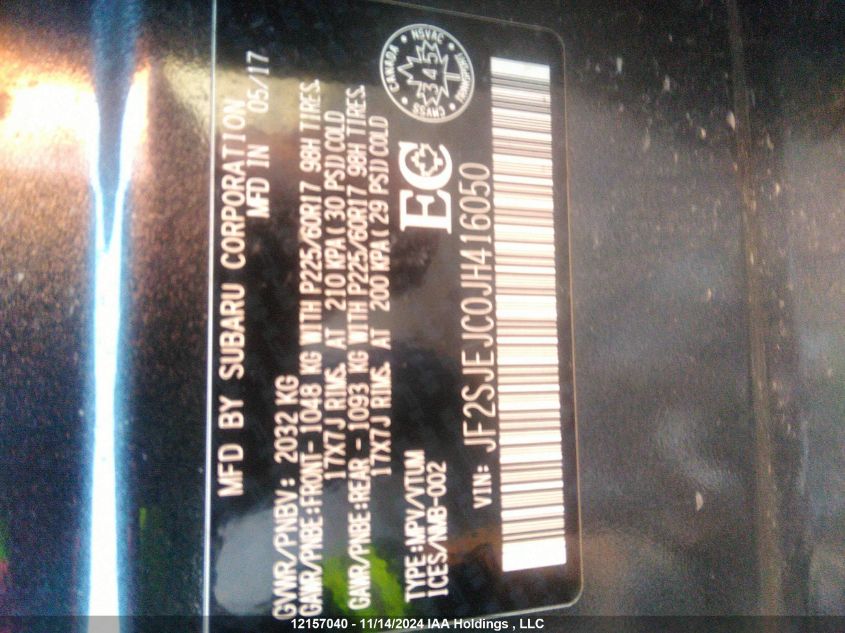 MFD BY SUBARU CORPORATION
MFD IN 05/17
GVWR/PNBV: 2032 KG
GAWR/PNBE:FRONT- 1048 KG WITH P225/60R17 98H TIRES,
17X7J RIMS, AT 210 KPA( 30 PSI) COLD
GAWR/PNBE:REAR - 1093 KG WITH P225/60R17 98H TIRES,
17X7J RIMS, AT 200 KPA( 29 PSI) COLD
TYPE:MPV/VTUM
ICES/NMB-002
EC
CANADA NSVAC TRANSPORT CMVSS
345
VIN: JF2SJEJC0JH416050
12157040 - 11/14/2024 IAA Holdings , LLC